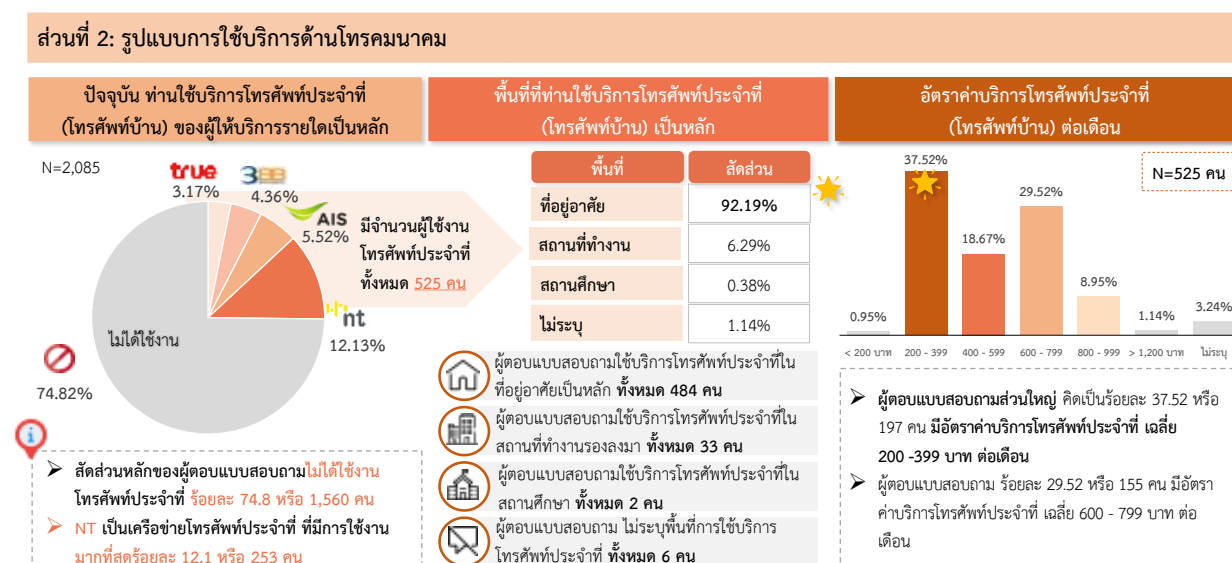 ส่วนที่ 2: รูปแบบการใช้บริการด้านโทรคมนาคม
ปัจจุบัน ท่านใช้บริการโทรศัพท์ประจำที่
(โทรศัพท์บ้าน) ของผู้ให้บริการรายใดเป็นหลัก
N=2,085
true
3.17%
3BB
4.36%
AIS
5.52%
มีจำนวนผู้ใช้งาน
โทรศัพท์ประจำที่
ทั้งหมด 525 คน
nt
12.13%
ไม่ได้ใช้งาน
74.82%
สัดส่วนหลักของผู้ตอบแบบสอบถามไม่ได้ใช้งาน
โทรศัพท์ประจำที่ ร้อยละ 74.8 หรือ 1,560 คน
NT เป็นเครือข่ายโทรศัพท์ประจำที่ ที่มีการใช้งาน
มากที่สุดร้อยละ 12.1 หรือ 253 คน
พื้นที่ที่ท่านใช้บริการโทรศัพท์ประจำที่
(โทรศัพท์บ้าน) เป็นหลัก
พื้นที่ สัดส่วน
ที่อยู่อาศัย 92.19%
สถานที่ทำงาน 6.29%
สถานศึกษา 0.38%
ไม่ระบุ 1.14%
ผู้ตอบแบบสอบถามใช้บริการโทรศัพท์ประจำที่ใน
ที่อยู่อาศัยเป็นหลัก ทั้งหมด 484 คน
ผู้ตอบแบบสอบถามใช้บริการโทรศัพท์ประจำที่ใน
สถานที่ทำงานรองลงมา ทั้งหมด 33 คน
ผู้ตอบแบบสอบถามใช้บริการโทรศัพท์ประจำที่ใน
สถานศึกษา ทั้งหมด 2 คน
ผู้ตอบแบบสอบถาม ไม่ระบุพื้นที่การใช้บริการ
โทรศัพท์ประจำที่ ทั้งหมด 6 คน
อัตราค่าบริการโทรศัพท์ประจำที่
(โทรศัพท์บ้าน) ต่อเดือน
N=525 คน
0.95% 37.52% 18.67% 29.52% 8.95% 1.14% 3.24%
< 200 บาท 200 - 399 400 - 599 600 - 799 800 - 999 > 1,200 บาท ไม่ระบุ
ผู้ตอบแบบสอบถามส่วนใหญ่ คิดเป็นร้อยละ 37.52 หรือ
197 คน มีอัตราค่าบริการโทรศัพท์ประจำที่ เฉลี่ย
200 -399 บาท ต่อเดือน
ผู้ตอบแบบสอบถาม ร้อยละ 29.52 หรือ 155 คน มีอัตรา
ค่าบริการโทรศัพท์ประจำที่ เฉลี่ย 600 - 799 บาท ต่อ
เดือน